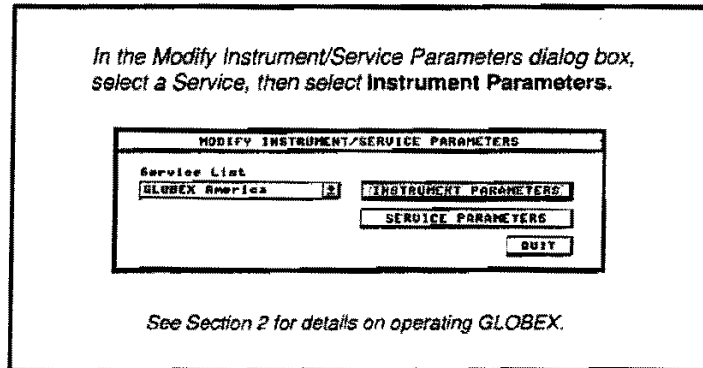 In the Modify Instrument/Service Parameters dialog box,
select a Service, then select Instrument Parameters.
MODIFY INSTRUMENT/SERVICE PARAMETERS
Service List
GLOBEX America
INSTRUMENT PARAMETERS
SERVICE PARAMETERS
QUIT
See Section 2 for details on operating GLOBEX.